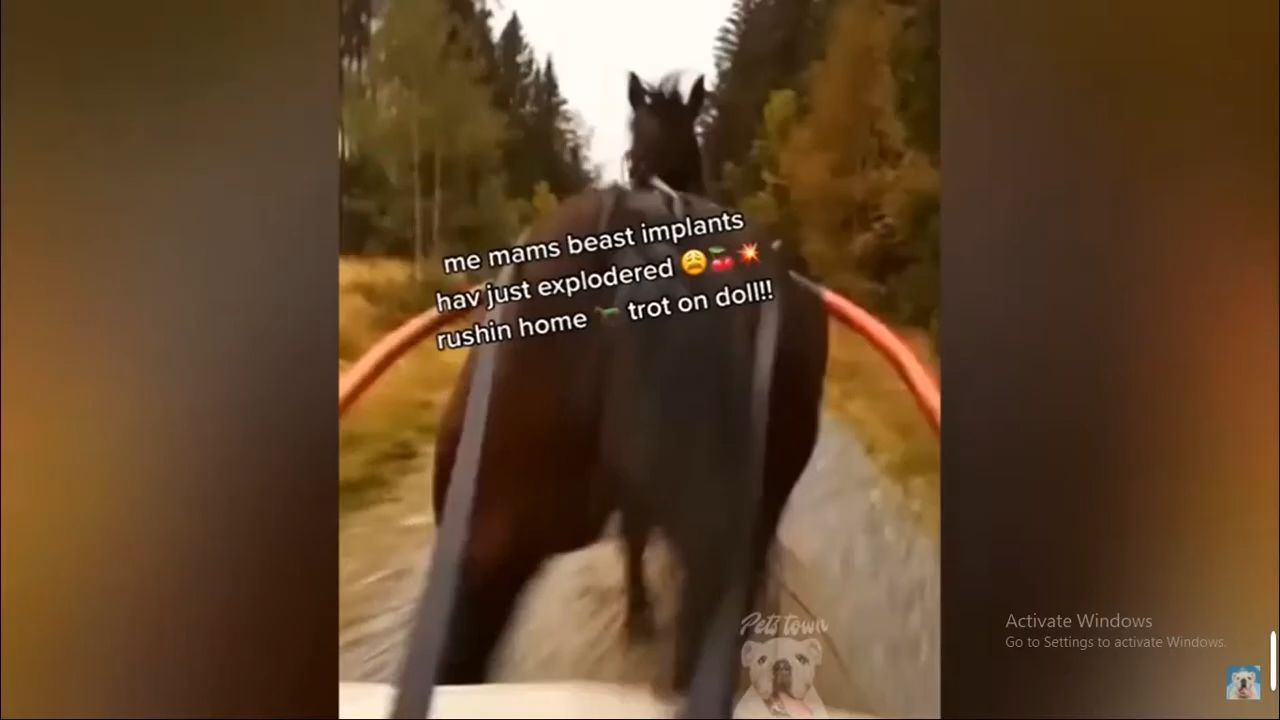 me mams beast implants
hav just explodered 😩🍒💥
rushin home 🐎 trot on doll!!
Pets town
Activate Windows
Go to Settings to activate Windows.